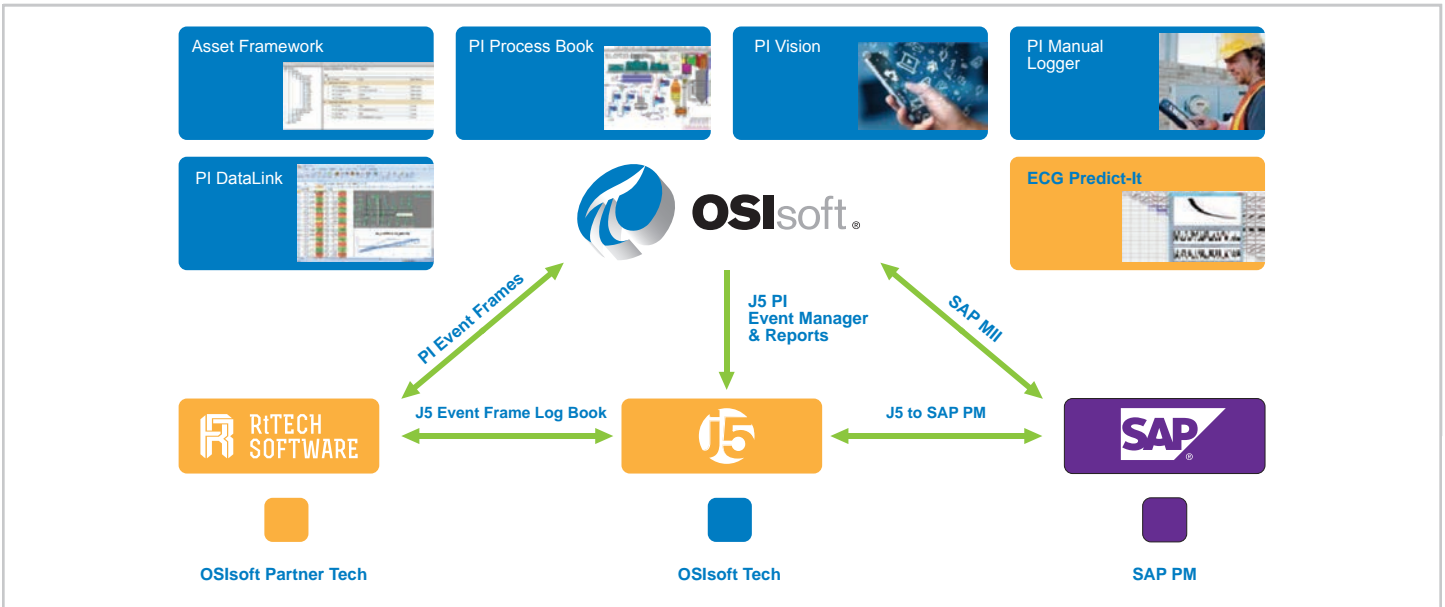 Asset Framework
PI Process Book
PI Vision
PI Manual
Logger
PI DataLink
OSIsoft®
ECG Predict-It
PI Event Frames
J5 PI
Event Manager
& Reports
SAP MII
RtTECH
SOFTWARE
J5 Event Frame Log Book
j5
J5 to SAP PM
SAP®
OSIsoft Partner Tech
OSIsoft Tech
SAP PM